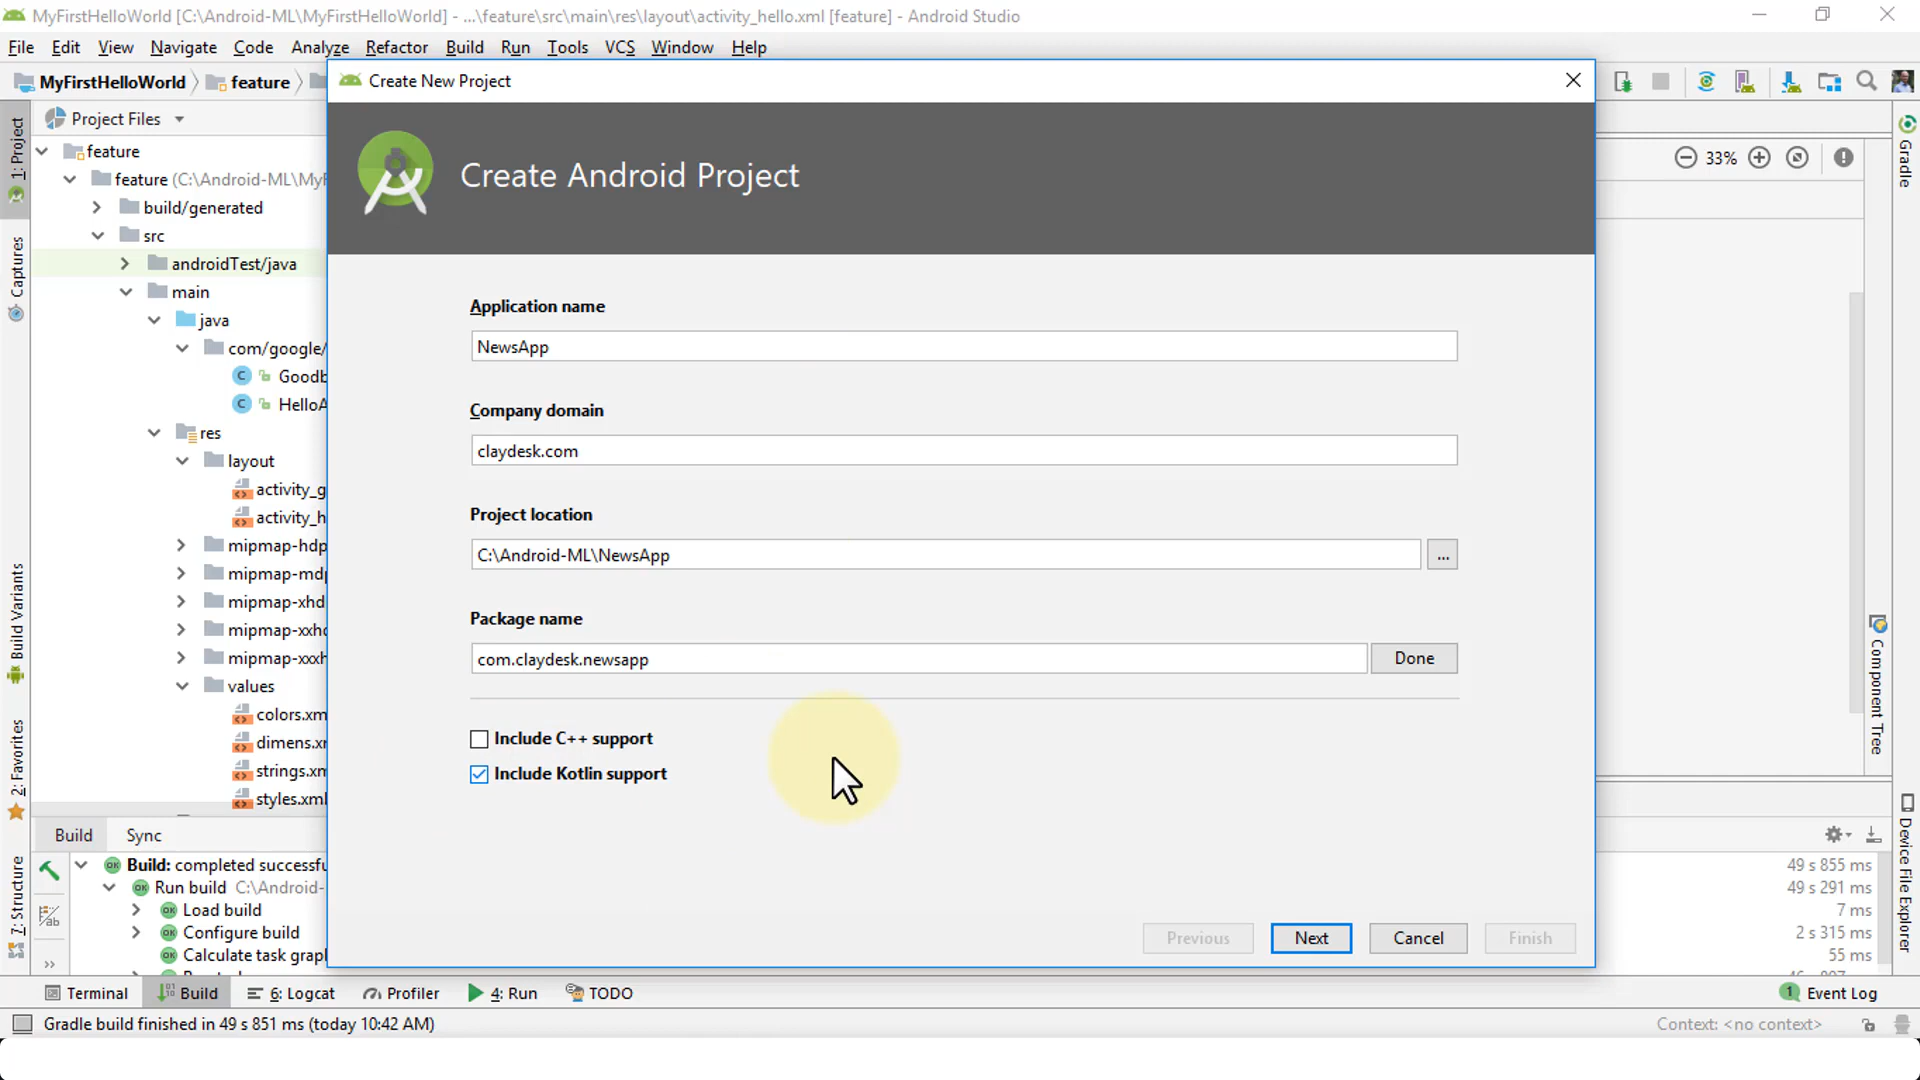 MyFirstHelloWorld [C:\Android-ML\MyFirstHelloWorld] - ...\feature\src\main\res\layout\activity_hello.xml [feature] - Android Studio
File Edit View Navigate Code Analyze Refactor Build Run Tools VCS Window Help
MyFirstHelloWorld feature
Create New Project
Create Android Project
Application name
NewsApp
Company domain
claydesk.com
Project location
C:\Android-ML\NewsApp
...
Package name
com.claydesk.newsapp
Done
Include C++ support
Include Kotlin support
Previous Next Cancel Finish
1: Project
Captures
Build Variants
2: Favorites
7: Structure
Project Files
feature
feature (C:\Android-ML\MyF
build/generated
src
androidTest/java
main
java
com/google/
Goodb
HelloA
res
layout
activity_g
activity_h
mipmap-hdp
mipmap-mdp
mipmap-xhd
mipmap-xxhd
mipmap-xxxh
values
colors.xm
dimens.xm
strings.xm
styles.xml
33%
Gradle
Component Tree
Device File Explorer
Build Sync
Build: completed successfu
49 s 855 ms
Run build C:\Android-
49 s 291 ms
Load build
7 ms
Configure build
2 s 315 ms
Calculate task grap
55 ms
Terminal Build 6: Logcat Profiler 4: Run TODO
1 Event Log
Gradle build finished in 49 s 851 ms (today 10:42 AM)
Context: <no context>